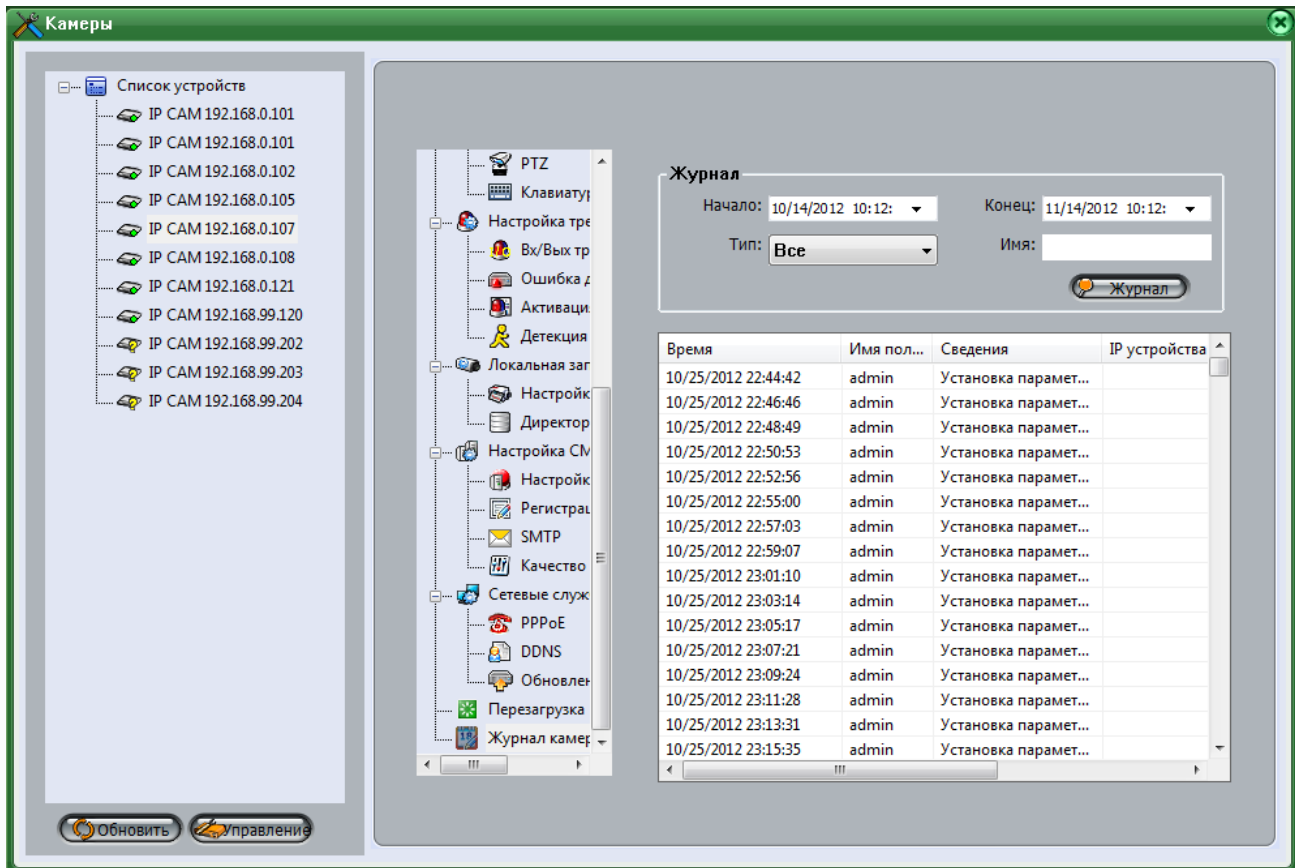 Камеры
Список устройств
IP CAM 192.168.0.101
IP CAM 192.168.0.101
IP CAM 192.168.0.102
IP CAM 192.168.0.105
IP CAM 192.168.0.107
IP CAM 192.168.0.108
IP CAM 192.168.0.121
IP CAM 192.168.99.120
IP CAM 192.168.99.202
IP CAM 192.168.99.203
IP CAM 192.168.99.204
Обновить
Управление
PTZ
Клавиатур
Настройка тре
Вх/Вых тр
Ошибка д
Активаци
Детекция
Локальная заг
Настройк
Директор
Настройка СМ
Настройк
Регистрац
SMTP
Качество
Сетевые служ
PPPoE
DDNS
Обновлен
Перезагрузка
Журнал камер
Журнал
Начало: 10/14/2012 10:12:
Конец: 11/14/2012 10:12:
Тип: Все
Имя:
Журнал
Время Имя пол... Сведения IP устройства
10/25/2012 22:44:42 admin Установка парамет...
10/25/2012 22:46:46 admin Установка парамет...
10/25/2012 22:48:49 admin Установка парамет...
10/25/2012 22:50:53 admin Установка парамет...
10/25/2012 22:52:56 admin Установка парамет...
10/25/2012 22:55:00 admin Установка парамет...
10/25/2012 22:57:03 admin Установка парамет...
10/25/2012 22:59:07 admin Установка парамет...
10/25/2012 23:01:10 admin Установка парамет...
10/25/2012 23:03:14 admin Установка парамет...
10/25/2012 23:05:17 admin Установка парамет...
10/25/2012 23:07:21 admin Установка парамет...
10/25/2012 23:09:24 admin Установка парамет...
10/25/2012 23:11:28 admin Установка парамет...
10/25/2012 23:13:31 admin Установка парамет...
10/25/2012 23:15:35 admin Установка парамет...